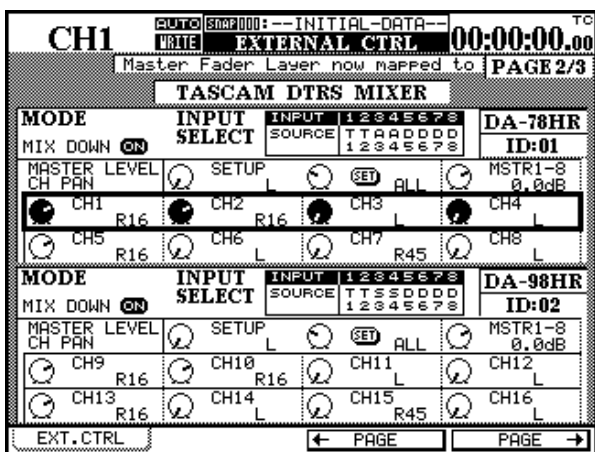 CH1 AUTO SNAP000:--INITIAL-DATA-- TC
WRITE EXTERNAL CTRL 00:00:00.00
Master Fader Layer now mapped to PAGE 2/3
TASCAM DTRS MIXER
MODE INPUT SELECT INPUT 12345678 DA-78HR
MIX DOWN ON SOURCE TTAADDDD ID:01
12345678
MASTER LEVEL SETUP MSTR1-8
CH PAN L SET ALL 0.0dB
CH1 CH2 CH3 CH4
R16 R16 L L
CH5 CH6 CH7 CH8
R16 L R45 L
MODE INPUT SELECT INPUT 12345678 DA-98HR
MIX DOWN ON SOURCE TTSSDDDD ID:02
12345678
MASTER LEVEL SETUP MSTR1-8
CH PAN L SET ALL 0.0dB
CH9 CH10 CH11 CH12
R16 R16 L L
CH13 CH14 CH15 CH16
R16 L R45 L
EXT.CTRL ← PAGE PAGE →